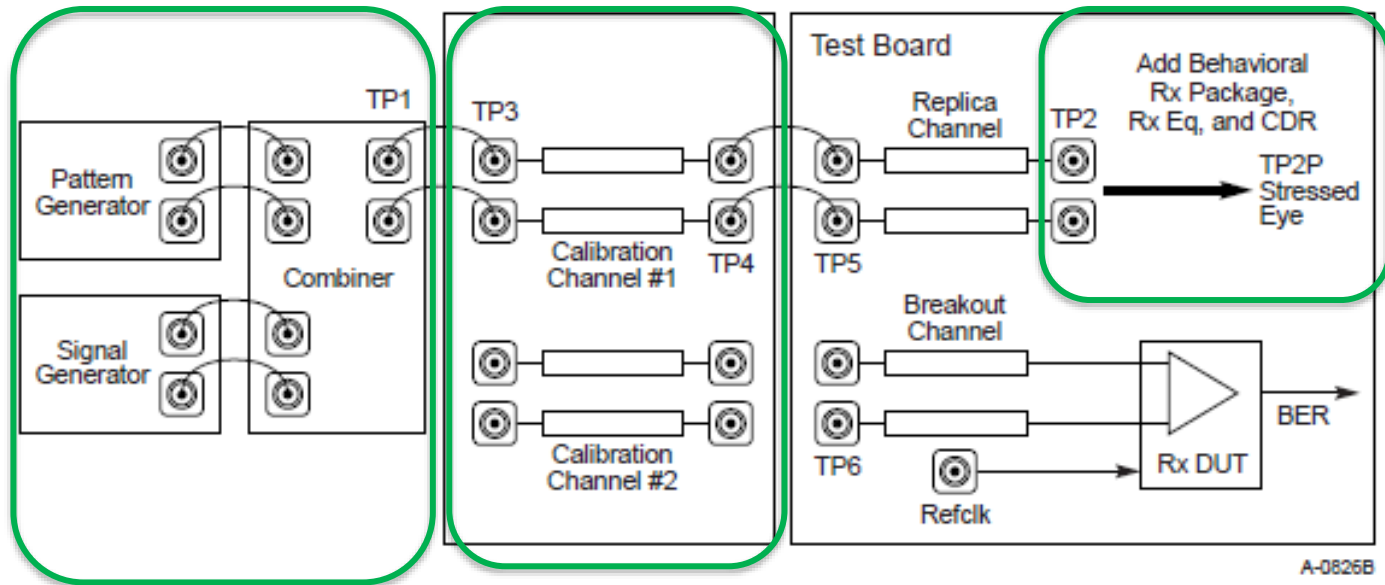 Pattern
Generator
Signal
Generator
TP1
Combiner
TP3
Calibration
Channel #1
TP4
Calibration
Channel #2
Test Board
Replica
Channel
TP2
TP5
Add Behavioral
Rx Package,
Rx Eq, and CDR
TP2P
Stressed
Eye
Breakout
Channel
TP6
Refclk
Rx DUT
BER
A-0826B